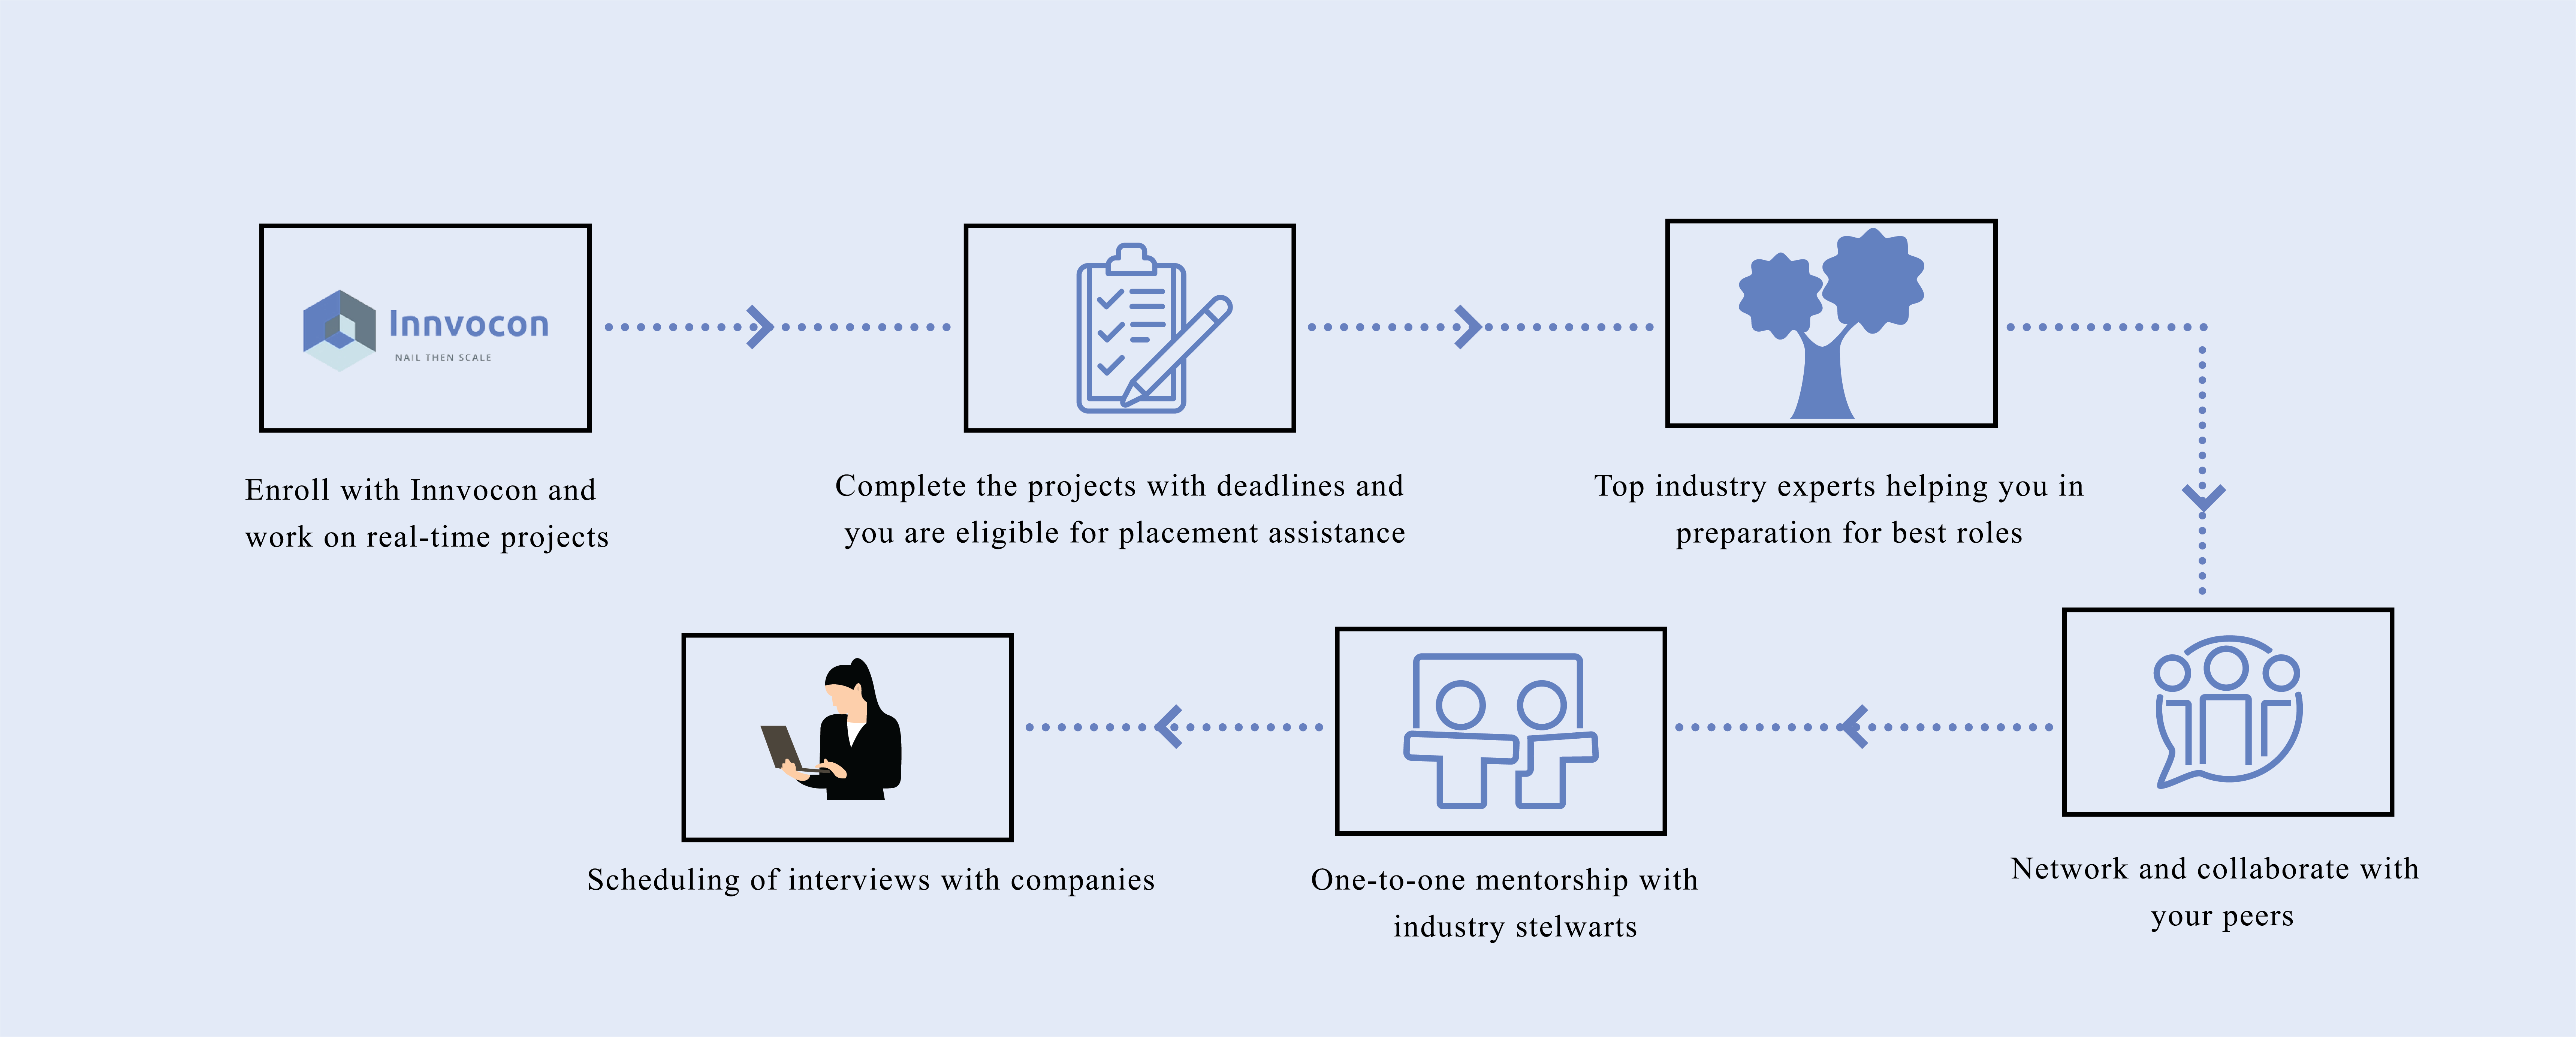 Innvocon
NAIL THEN SCALE
Enroll with Innvocon and
work on real-time projects
Complete the projects with deadlines and
you are eligible for placement assistance
Top industry experts helping you in
preparation for best roles
Network and collaborate with
your peers
One-to-one mentorship with
industry stelwarts
Scheduling of interviews with companies